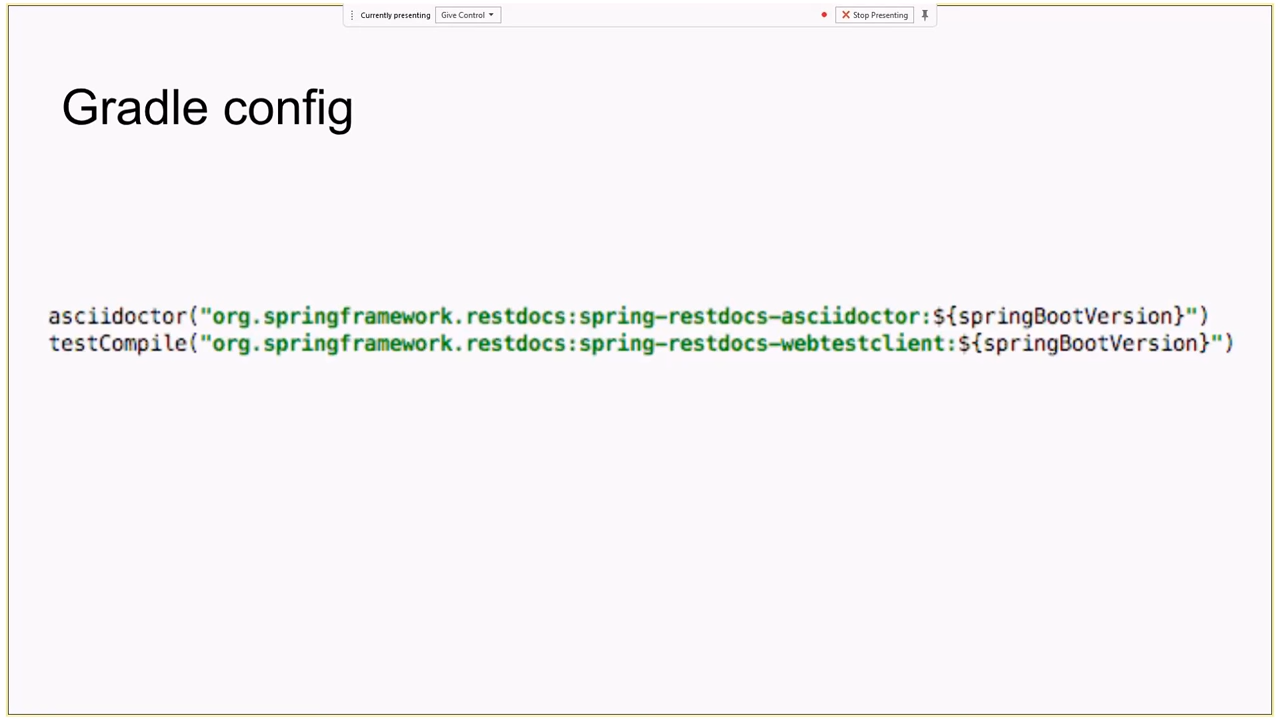 Currently presenting Give Control Stop Presenting
Gradle config
asciidoctor("org.springframework.restdocs:spring-restdocs-asciidoctor:${springBootVersion}")
testCompile("org.springframework.restdocs:spring-restdocs-webtestclient:${springBootVersion}")